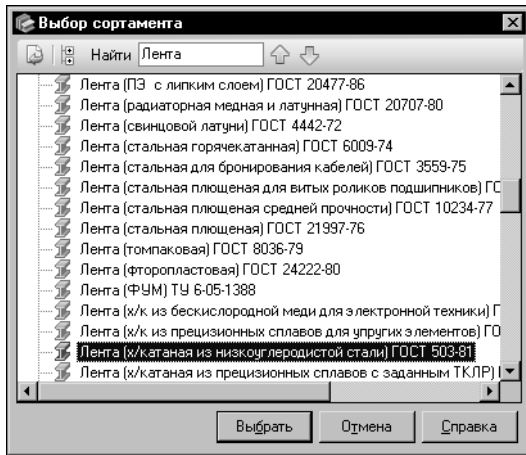 Выбор сортамента
Найти Лента
Лента (ПЭ с липким слоем) ГОСТ 20477-86
Лента (радиаторная медная и латунная) ГОСТ 20707-80
Лента (свинцовой латуни) ГОСТ 4442-72
Лента (стальная горячекатанная) ГОСТ 6009-74
Лента (стальная для бронирования кабелей) ГОСТ 3559-75
Лента (стальная плющеная для витых роликов подшипников) ГС
Лента (стальная плющеная средней прочности) ГОСТ 10234-77
Лента (стальная плющеная) ГОСТ 21997-76
Лента (томпаковая) ГОСТ 8036-79
Лента (фторопластовая) ГОСТ 24222-80
Лента (ФУМ) ТУ 6-05-1388
Лента (х/к из бескислородной меди для электронной техники) Г
Лента (х/к из прецизионных сплавов для упругих элементов) ГО
Лента (х/катаная из низкоуглеродистой стали) ГОСТ 503-81
Лента (х/катаная из прецизионных сплавов с заданным ТКЛР)
Выбрать Отмена Справка